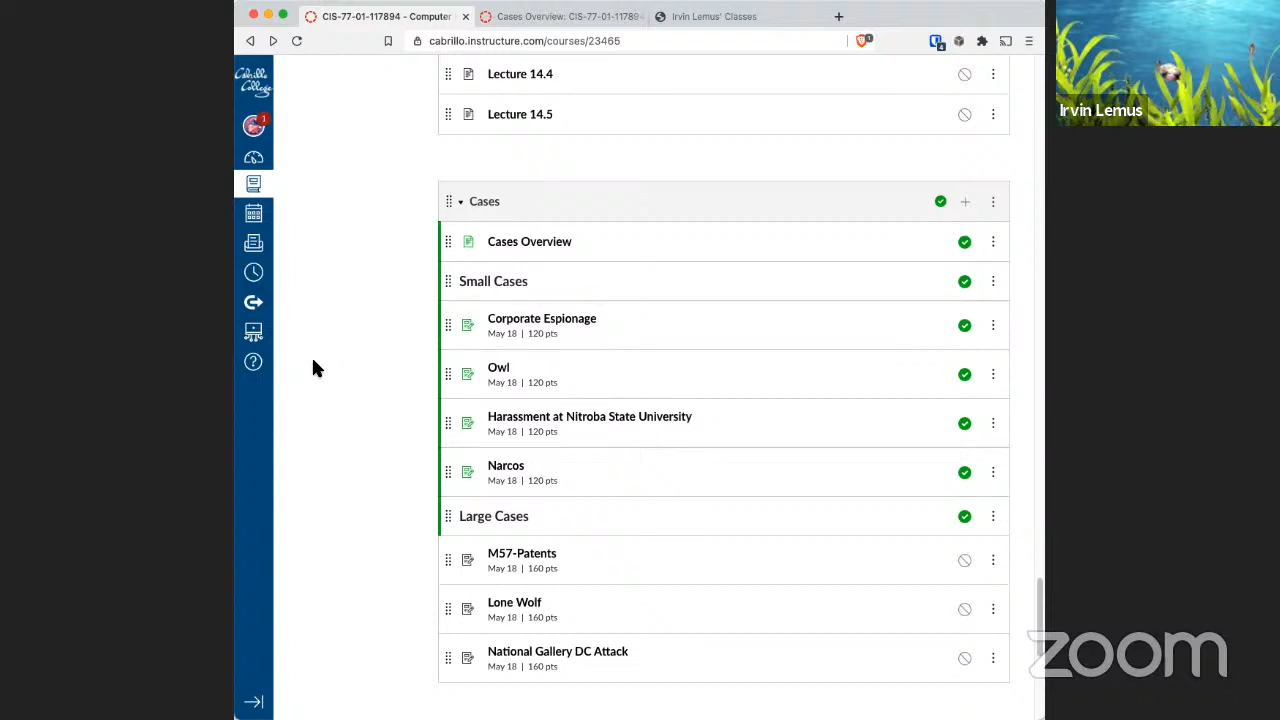 CIS-77-01-117894 - Computer
Cases Overview: CIS-77-01-11789
Irvin Lemus' Classes
cabrillo.instructure.com/courses/23465
1
4
Cabrillo
College
1
Lecture 14.4
Lecture 14.5
Cases
Cases Overview
Small Cases
Corporate Espionage
May 18 | 120 pts
Owl
May 18 | 120 pts
Harassment at Nitroba State University
May 18 | 120 pts
Narcos
May 18 | 120 pts
Large Cases
M57-Patents
May 18 | 160 pts
Lone Wolf
May 18 | 160 pts
National Gallery DC Attack
May 18 | 160 pts
Irvin Lemus
zoom